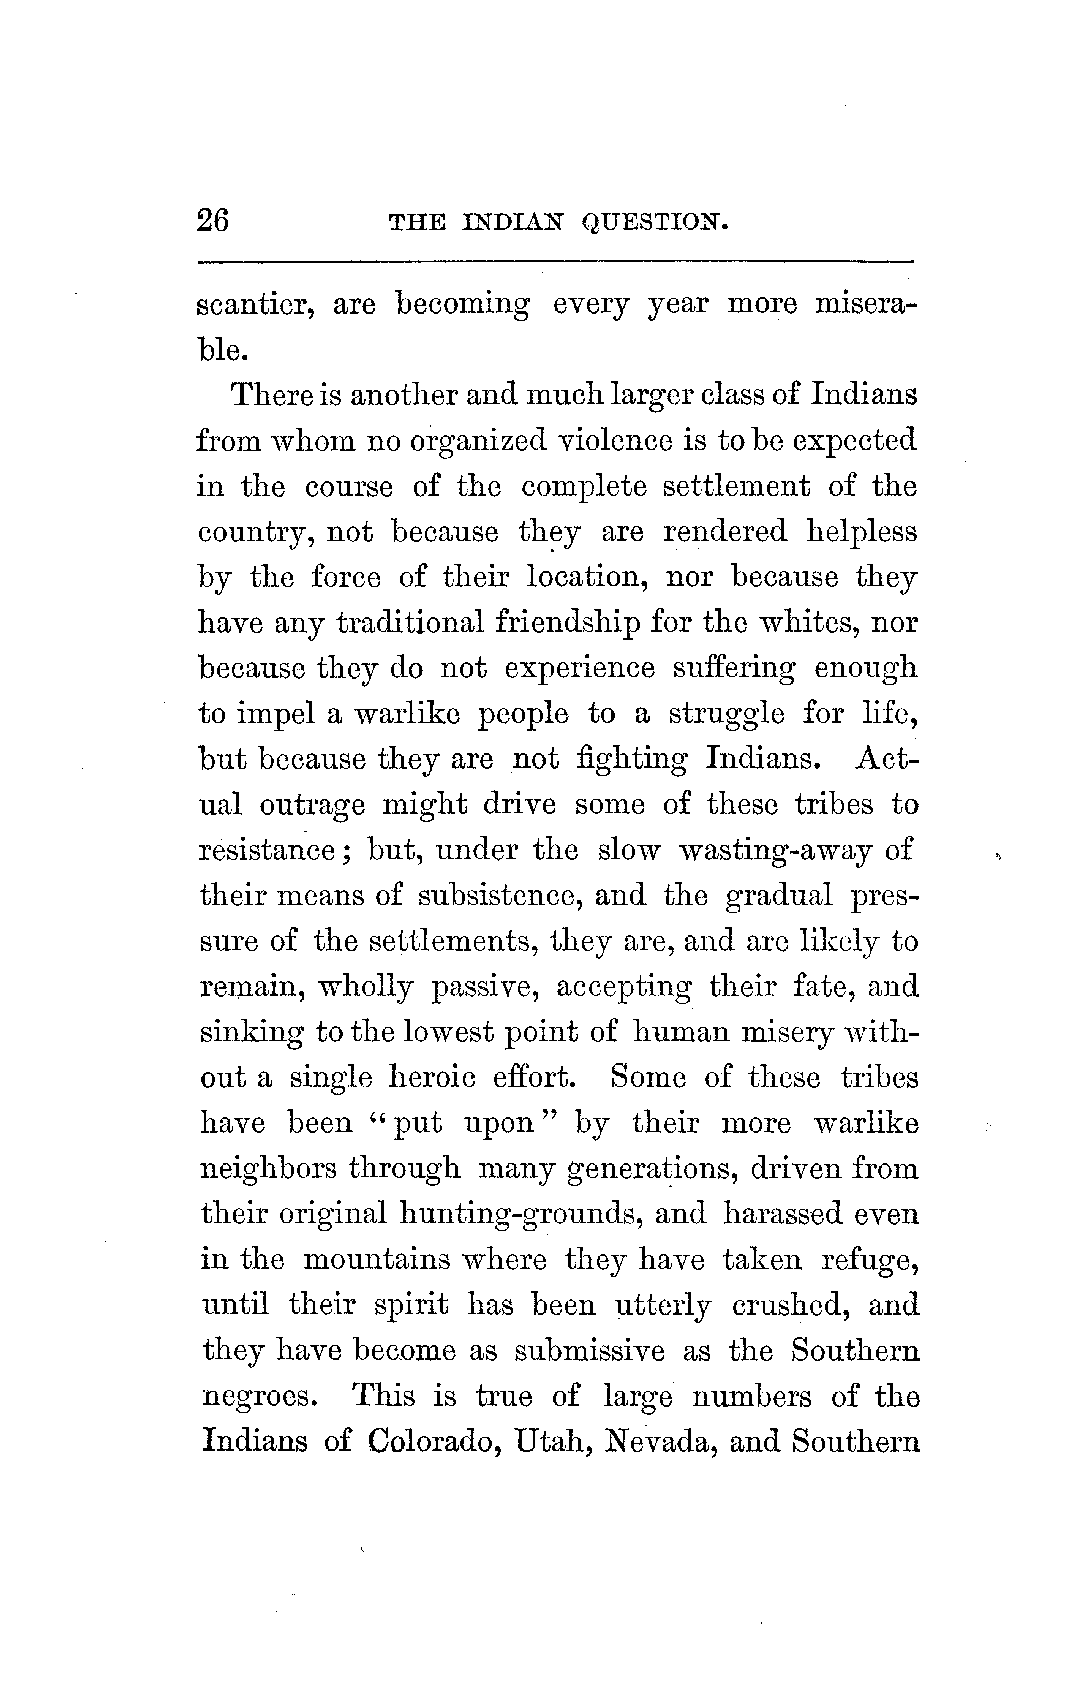 26 THE INDIAN QUESTION.
scantier, are becoming every year more misera-
ble.
There is another and much larger class of Indians
from whom no organized violence is to be expected
in the course of the complete settlement of the
country, not because they are rendered helpless
by the force of their location, nor because they
have any traditional friendship for the whites, nor
because they do not experience suffering enough
to impel a warlike people to a struggle for life,
but because they are not fighting Indians. Act-
ual outrage might drive some of these tribes to
resistance; but, under the slow wasting-away of
their means of subsistence, and the gradual pres-
sure of the settlements, they are, and are likely to
remain, wholly passive, accepting their fate, and
sinking to the lowest point of human misery with-
out a single heroic effort. Some of these tribes
have been "put upon" by their more warlike
neighbors through many generations, driven from
their original hunting-grounds, and harassed even
in the mountains where they have taken refuge,
until their spirit has been utterly crushed, and
they have become as submissive as the Southern
negroes. This is true of large numbers of the
Indians of Colorado, Utah, Nevada, and Southern